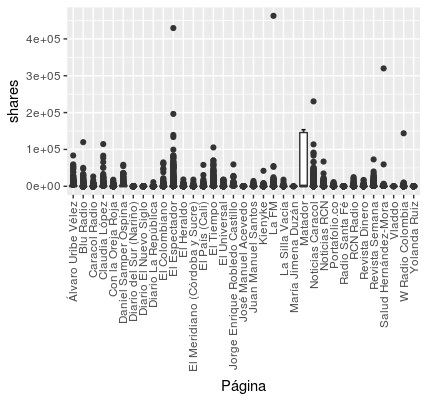 shares
4e+05
3e+05
2e+05
1e+05
0e+00
Álvaro Uribe Vélez
Blu Radio
Caracol Radio
Claudia López
Con la Oreja Roja
Daniel Samper Ospina
Diario del Sur (Nariño)
Diario El Nuevo Siglo
Diario La República
El Colombiano
El Espectador
El Heraldo
El Meridiano (Córdoba y Sucre)
El País (Cali)
El Tiempo
El Universal
Jorge Enrique Robledo Castillo
José Manuel Acevedo
Juan Manuel Santos
Kienyke
La FM
La Silla Vacía
María Jimena Duzán
Matador
Noticias Caracol
Noticias RCN
Portafolio.co
Radio Santa Fe
RCN Radio
Revista Dinero
Revista Semana
Salud Hernández-Mora
Vladdo
W Radio Colombia
Yolanda Ruiz
Página